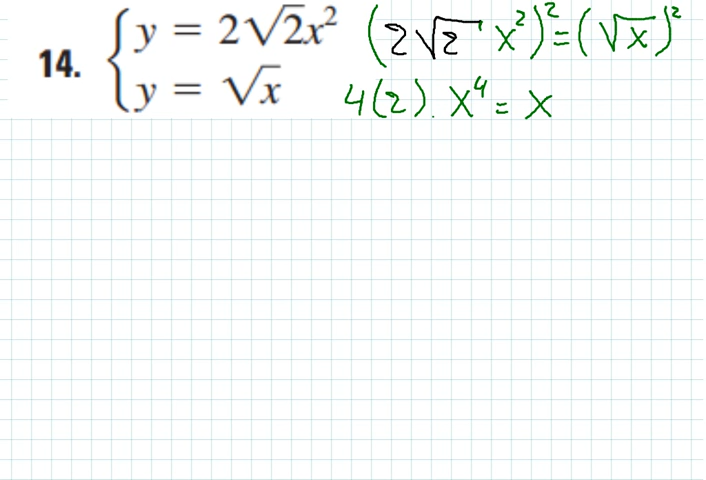 14. { y = 2√2x² (2√2 x²)² = (√x)²
y = √x 4(2). x⁴ = x